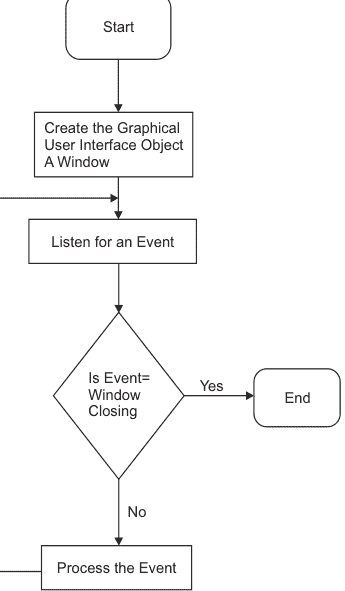 Start
Create the Graphical
User Interface Object
A Window
Listen for an Event
Is Event=
Window
Closing
Yes
End
No
Process the Event